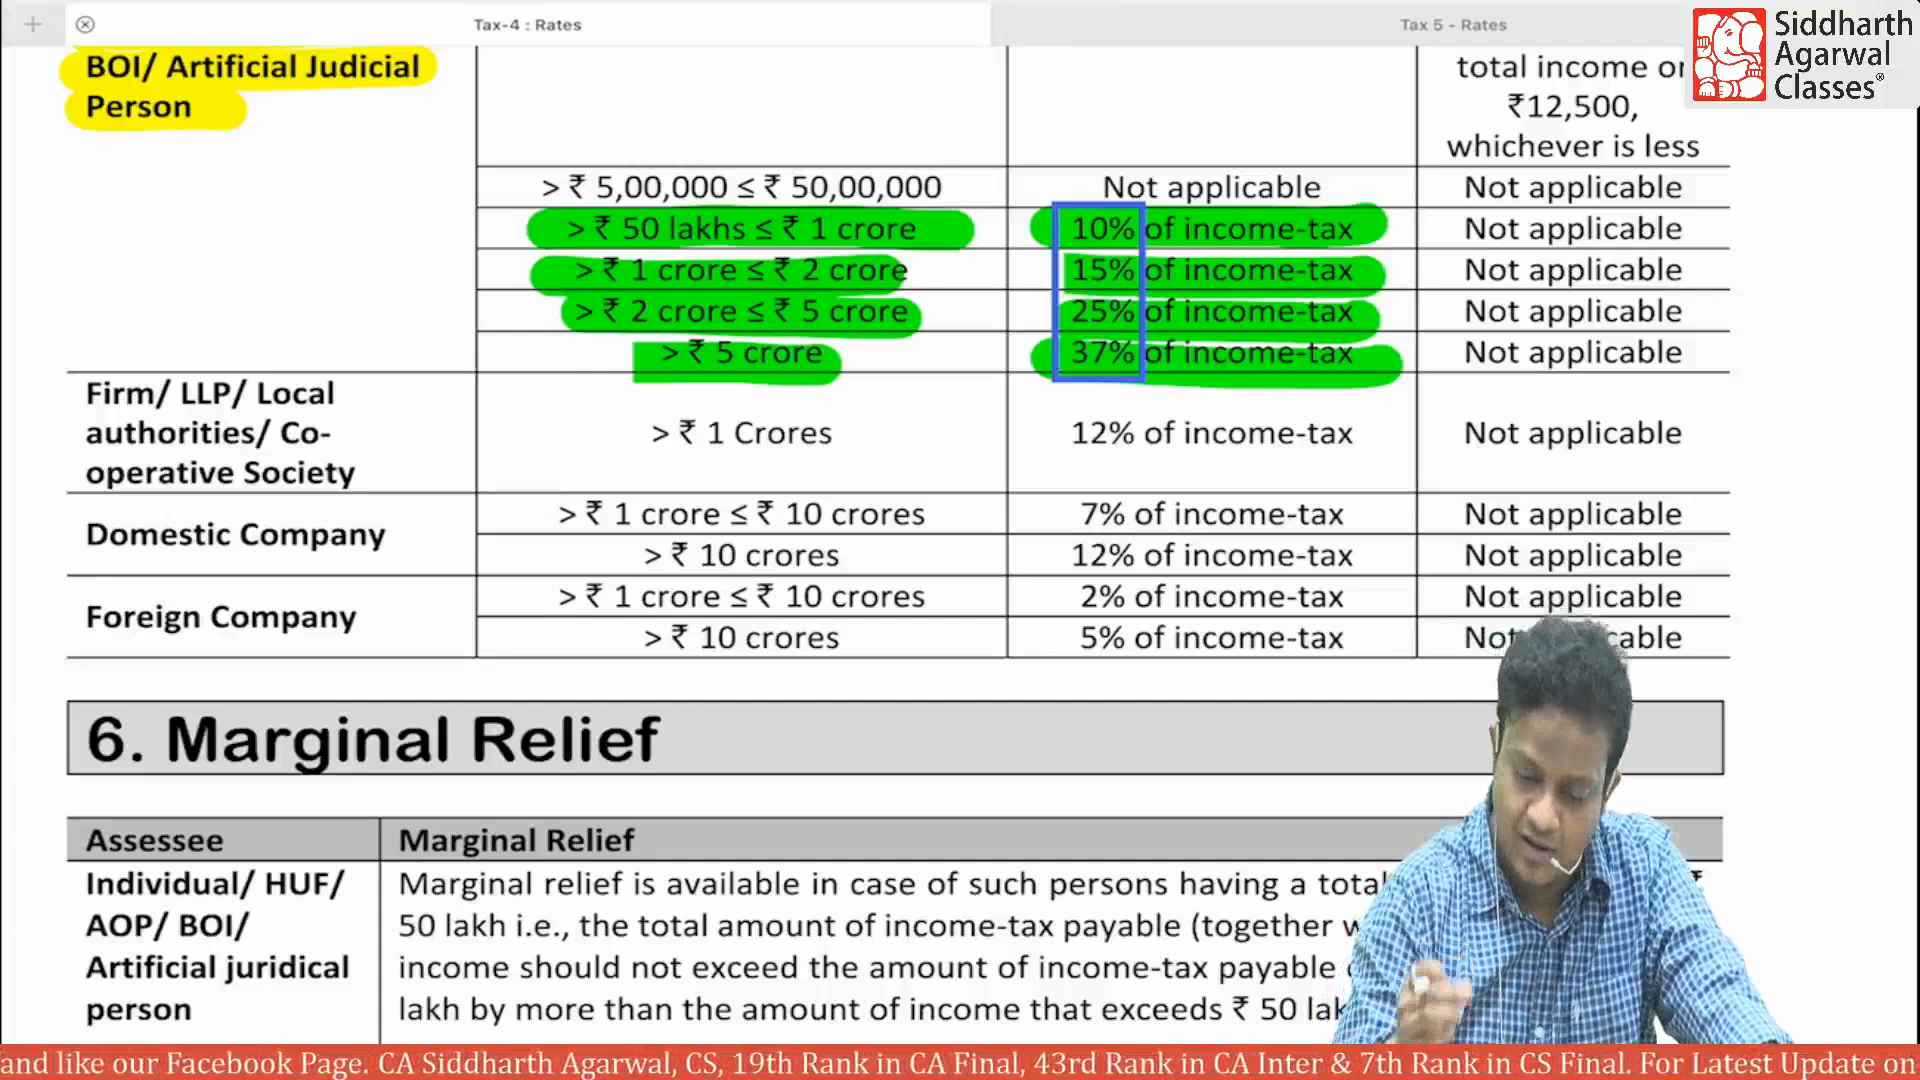 Tax-4 : Rates
Tax 5 - Rates
Siddharth
Agarwal
Classes®
BOI/ Artificial Judicial
Person
total income or
₹12,500,
whichever is less
> ₹ 5,00,000 ≤ ₹ 50,00,000 Not applicable Not applicable
> ₹ 50 lakhs ≤ ₹ 1 crore 10% of income-tax Not applicable
> ₹ 1 crore ≤ ₹ 2 crore 15% of income-tax Not applicable
> ₹ 2 crore ≤ ₹ 5 crore 25% of income-tax Not applicable
> ₹ 5 crore 37% of income-tax Not applicable
Firm/ LLP/ Local
authorities/ Co-
operative Society
> ₹ 1 Crores 12% of income-tax Not applicable
Domestic Company
> ₹ 1 crore ≤ ₹ 10 crores 7% of income-tax Not applicable
> ₹ 10 crores 12% of income-tax Not applicable
Foreign Company
> ₹ 1 crore ≤ ₹ 10 crores 2% of income-tax Not applicable
> ₹ 10 crores 5% of income-tax Not cable
6. Marginal Relief
Assessee Marginal Relief
Individual/ HUF/
AOP/ BOI/
Artificial juridical
person
Marginal relief is available in case of such persons having a total ₹
50 lakh i.e., the total amount of income-tax payable (together
income should not exceed the amount of income-tax payable
lakh by more than the amount of income that exceeds ₹ 50
and like our Facebook Page. CA Siddharth Agarwal, CS, 19th Rank in CA Final, 43rd Rank in CA Inter & 7th Rank in CS Final. For Latest Update on